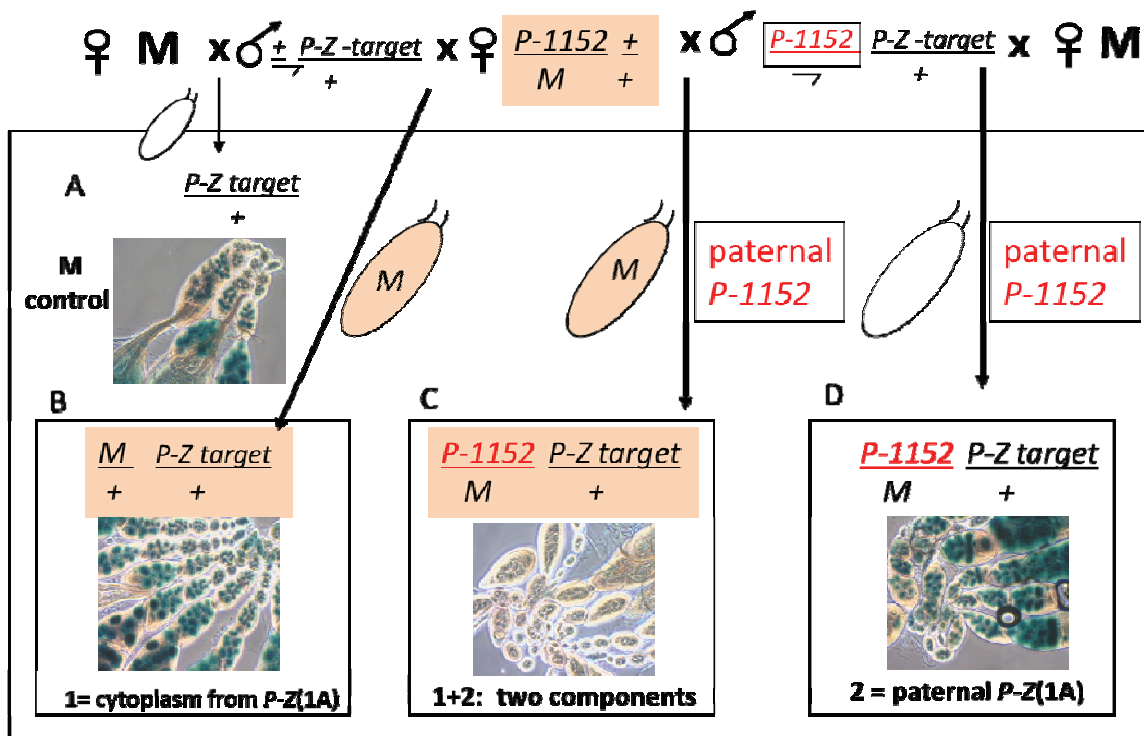 ♀ M x ♂ + P-Z -target x ♀ P-1152 + x ♂ P-1152 P-Z -target x ♀ M
+ M + +
A
P-Z target
+
M
control
M
M
paternal
P-1152
paternal
P-1152
B
M P-Z target
+ +
1= cytoplasm from P-Z(1A)
C
P-1152 P-Z target
M +
1+2: two components
D
P-1152 P-Z target
M +
2 = paternal P-Z(1A)